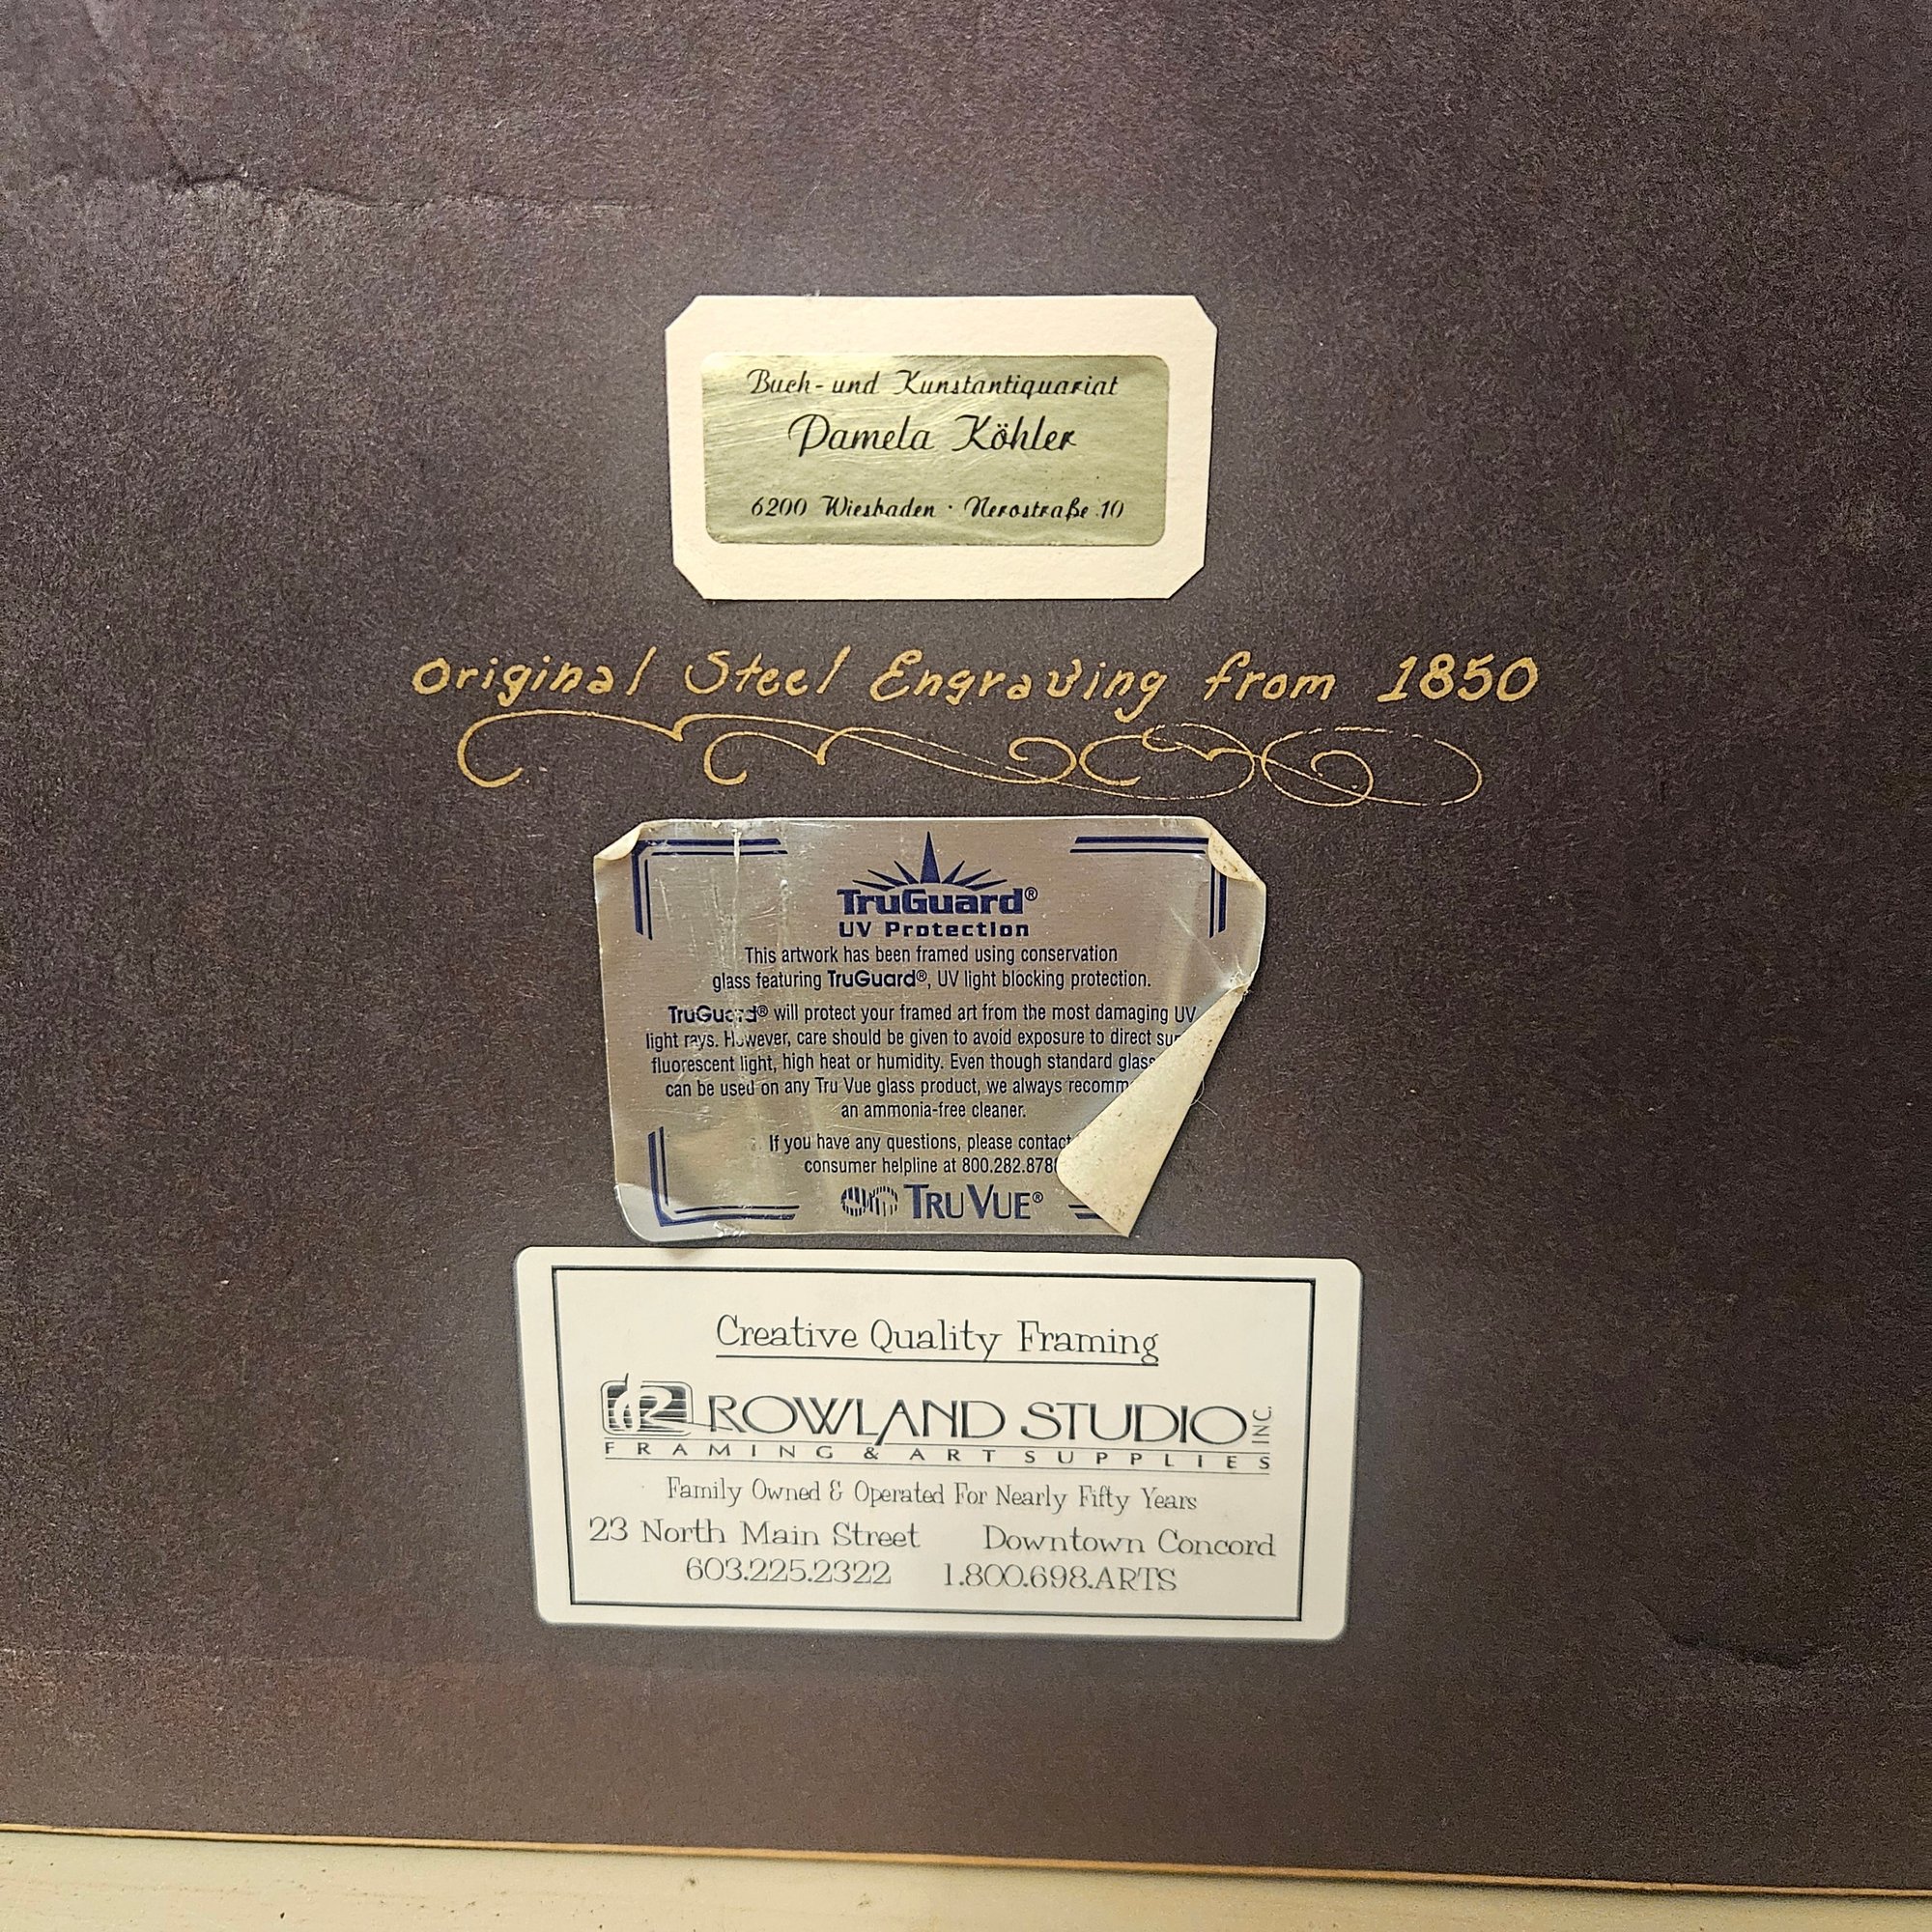 Buch- und Kunstantiquariat
Pamela Köhler
6200 Wiesbaden · Nerostraße 10
Original Steel Engraving from 1850
TruGuard®
UV Protection
This artwork has been framed using conservation
glass featuring TruGuard®, UV light blocking protection.
TruGuard® will protect your framed art from the most damaging UV
light rays. However, care should be given to avoid exposure to direct
fluorescent light, high heat or humidity. Even though standard
can be used on any Tru Vue glass product, we always
an ammonia-free cleaner.
If you have any questions, please contact
consumer helpline at 800.282.8788
TRU VUE®
Creative Quality Framing
ROWLAND STUDIO INC.
FRAMING & ART SUPPLIES
Family Owned & Operated For Nearly Fifty Years
23 North Main Street Downtown Concord
603.225.2322 1.800.698.ARTS